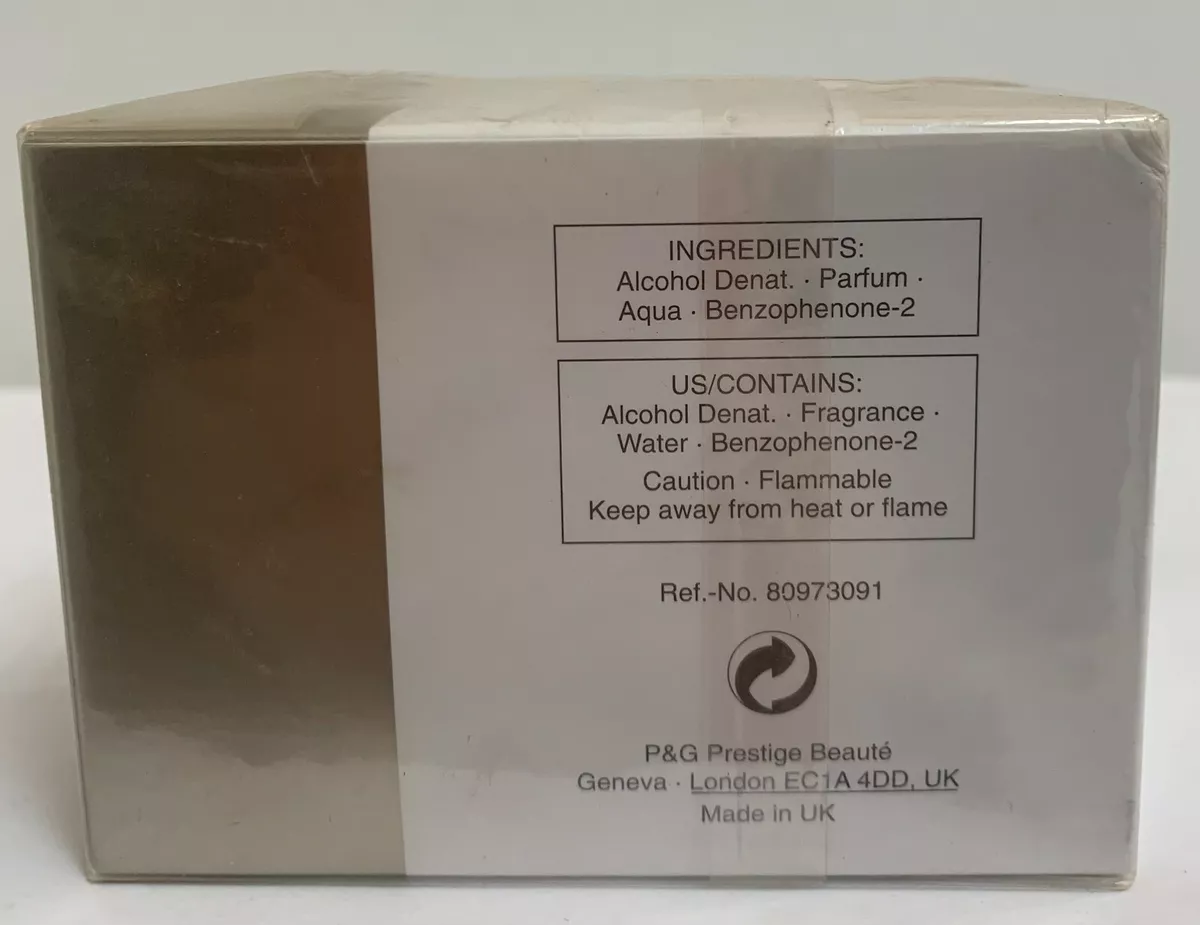 INGREDIENTS:
Alcohol Denat. · Parfum ·
Aqua · Benzophenone-2
US/CONTAINS:
Alcohol Denat. · Fragrance ·
Water · Benzophenone-2
Caution · Flammable
Keep away from heat or flame
Ref.-No. 80973091
P&G Prestige Beauté
Geneva · London EC1A 4DD, UK
Made in UK